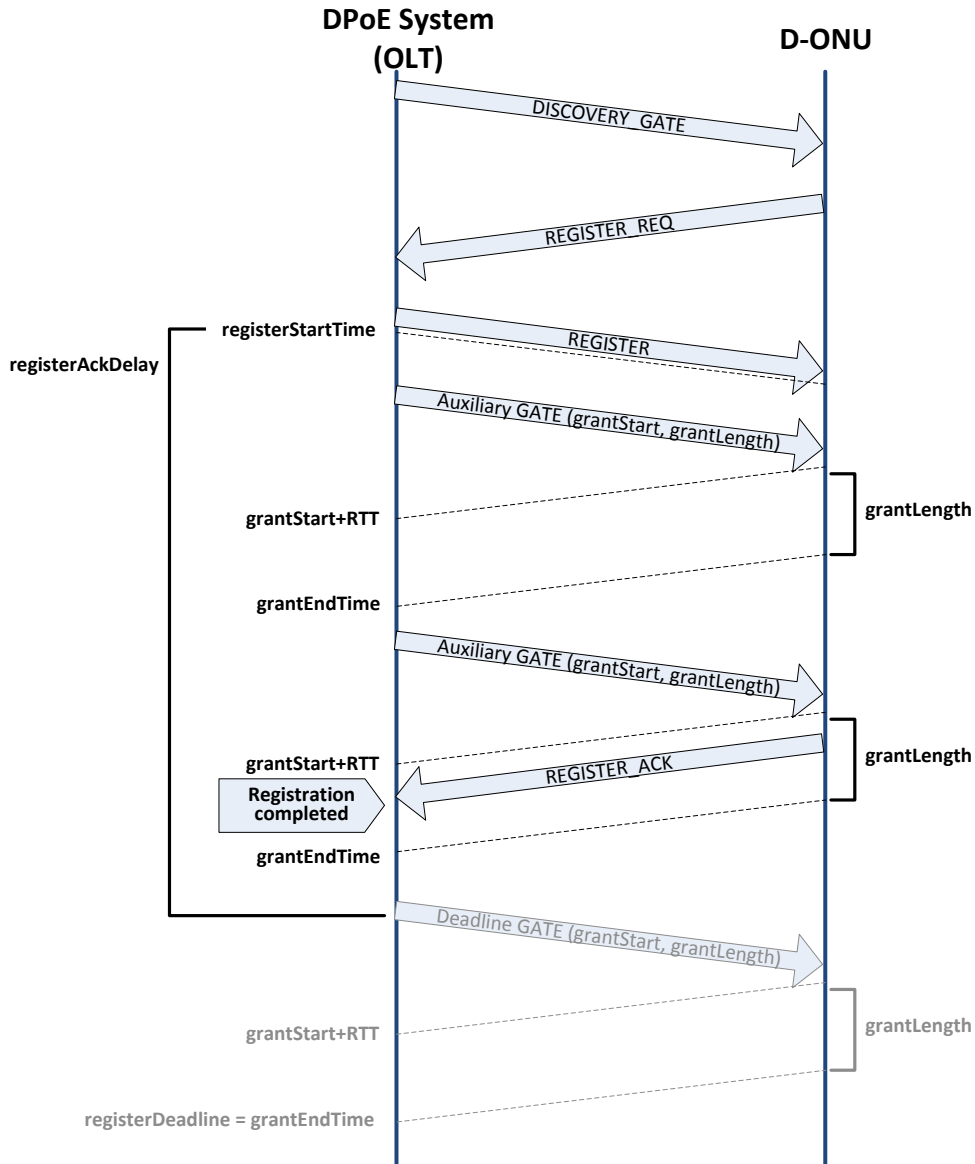 DPoE System
(OLT)
D-ONU
DISCOVERY_GATE
REGISTER_REQ
registerStartTime
REGISTER
registerAckDelay
Auxiliary GATE (grantStart, grantLength)
grantLength
grantStart+RTT
grantEndTime
Auxiliary GATE (grantStart, grantLength)
grantStart+RTT
grantLength
REGISTER_ACK
Registration
completed
grantEndTime
Deadline GATE (grantStart, grantLength)
grantStart+RTT
grantLength
registerDeadline = grantEndTime